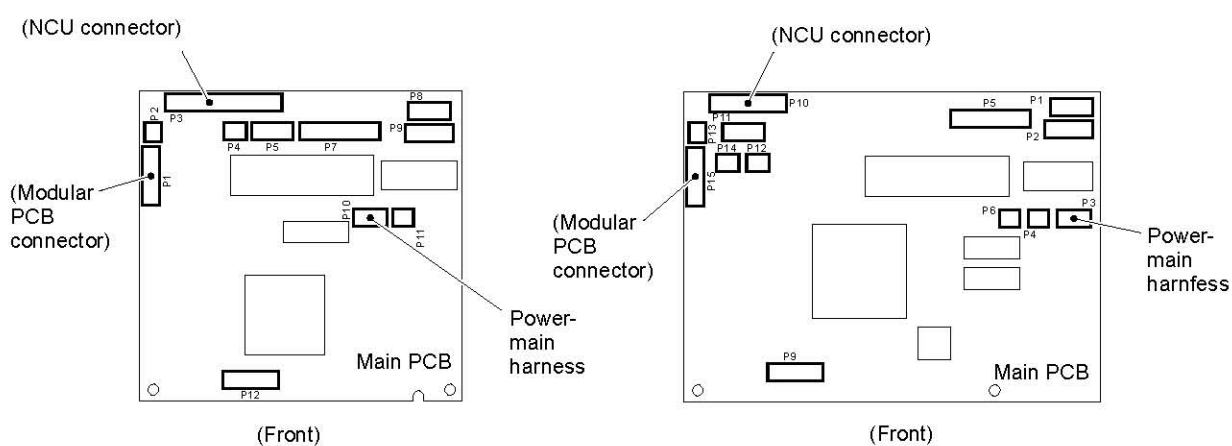 (NCU connector)
P2
P3
P8
P9
P4
P5
P7
P1
(Modular
PCB
connector)
P10
P11
Power-
main
harness
Main PCB
P12
(Front)
(NCU connector)
P10
P11
P13
P5
P1
P2
P14
P12
P15
(Modular
PCB
connector)
P6
P4
P3
Power-
main
harnfess
P9
Main PCB
(Front)